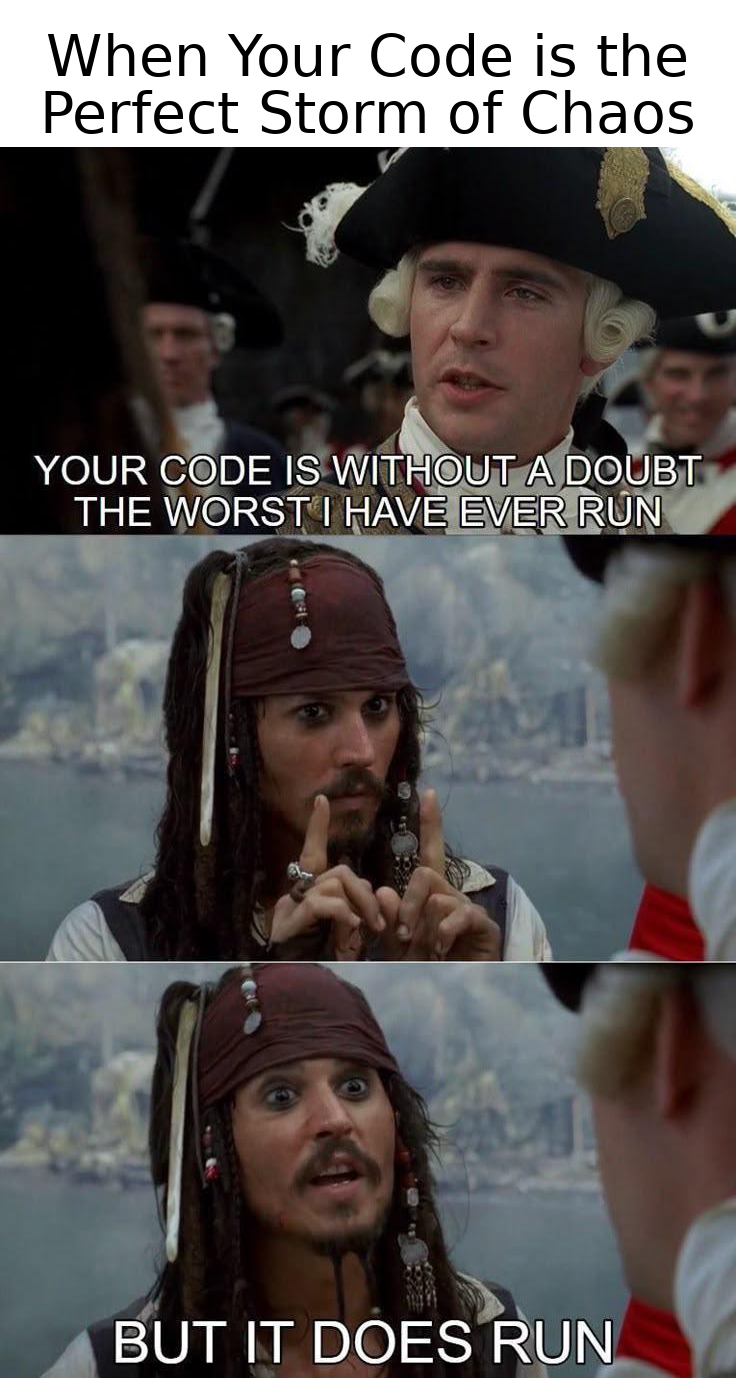 When Your Code is the
Perfect Storm of Chaos
YOUR CODE IS WITHOUT A DOUBT
THE WORST I HAVE EVER RUN
BUT IT DOES RUN